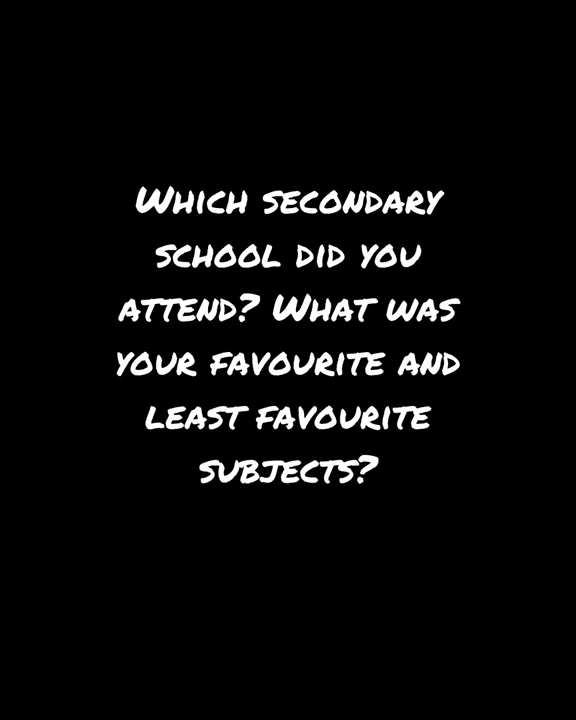 Which secondary
school did you
attend? What was
your favourite and
least favourite
subjects?